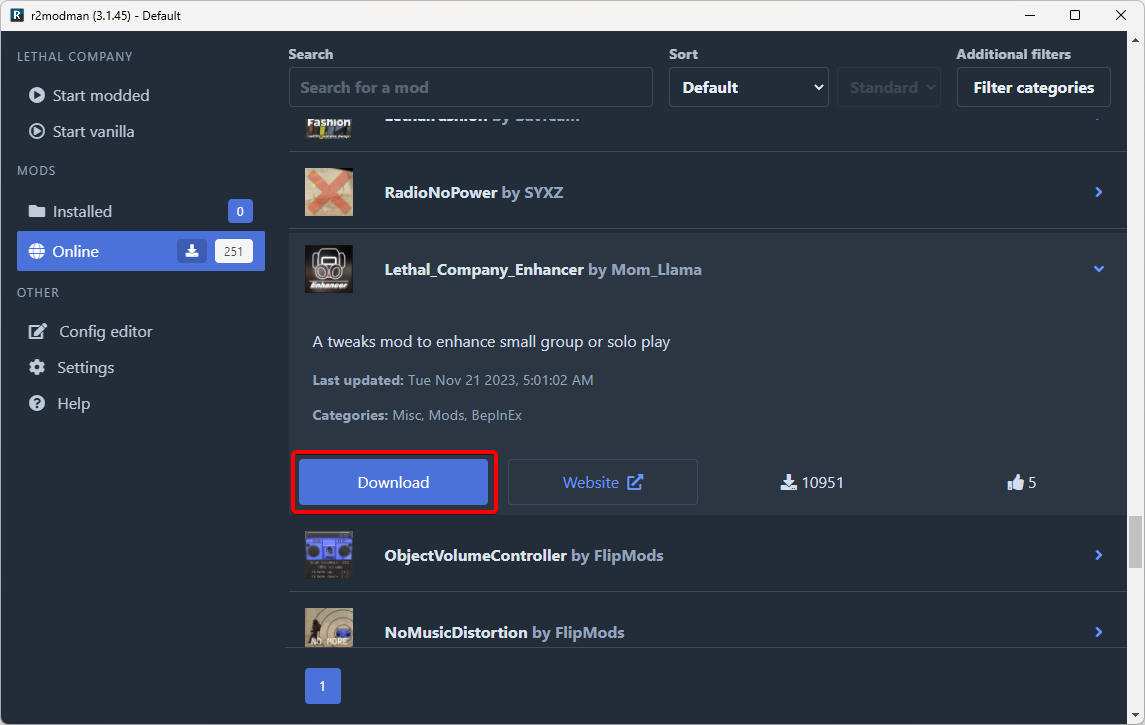 r2modman (3.1.45) - Default
LETHAL COMPANY
Start modded
Start vanilla
MODS
Installed 0
Online 251
OTHER
Config editor
Settings
Help
Search Sort Additional filters
Search for a mod Default Standard Filter categories
Fashion
RadioNoPower by SYXZ
Enhancer
Lethal_Company_Enhancer by Mom_Llama
A tweaks mod to enhance small group or solo play
Last updated: Tue Nov 21 2023, 5:01:02 AM
Categories: Misc, Mods, BepInEx
Download Website 10951 5
ObjectVolumeController by FlipMods
NO MORE
NoMusicDistortion by FlipMods
1